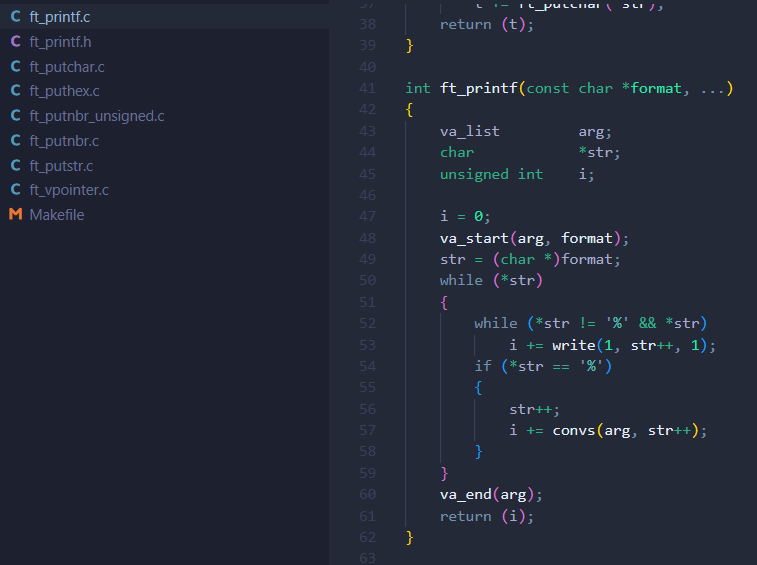 ft_printf.c
ft_printf.h
ft_putchar.c
ft_puthex.c
ft_putnbr_unsigned.c
ft_putnbr.c
ft_putstr.c
ft_vpointer.c
Makefile
37 t += ft_putchar(*str);
38 return (t);
39 }
40
41 int ft_printf(const char *format, ...)
42 {
43 va_list arg;
44 char *str;
45 unsigned int i;
46
47 i = 0;
48 va_start(arg, format);
49 str = (char *)format;
50 while (*str)
51 {
52 while (*str != '%' && *str)
53 i += write(1, str++, 1);
54 if (*str == '%')
55 {
56 str++;
57 i += convs(arg, str++);
58 }
59 }
60 va_end(arg);
61 return (i);
62 }
63